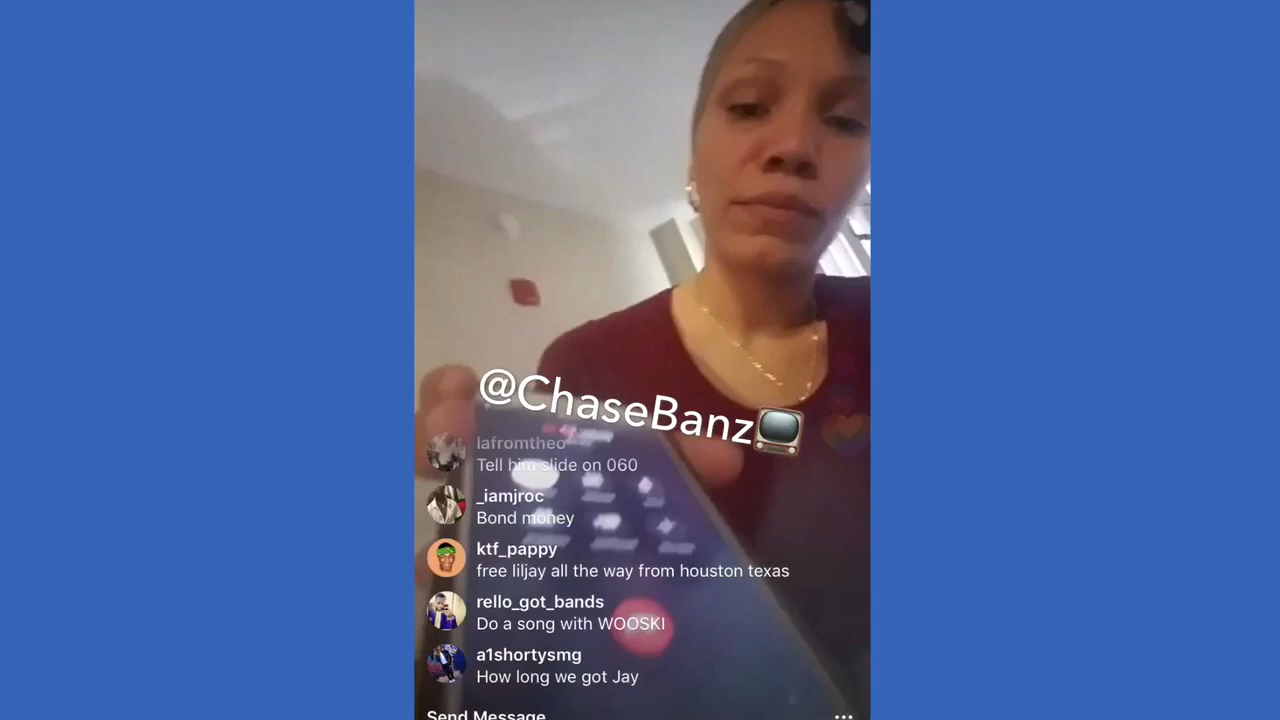 @ChaseBanz
lafromtheo
Tell him slide on 060
_iamjroc
Bond money
ktf_pappy
free liljay all the way from houston texas
rello_got_bands
Do a song with WOOSKI
a1shortysmg
How long we got Jay
Send Message